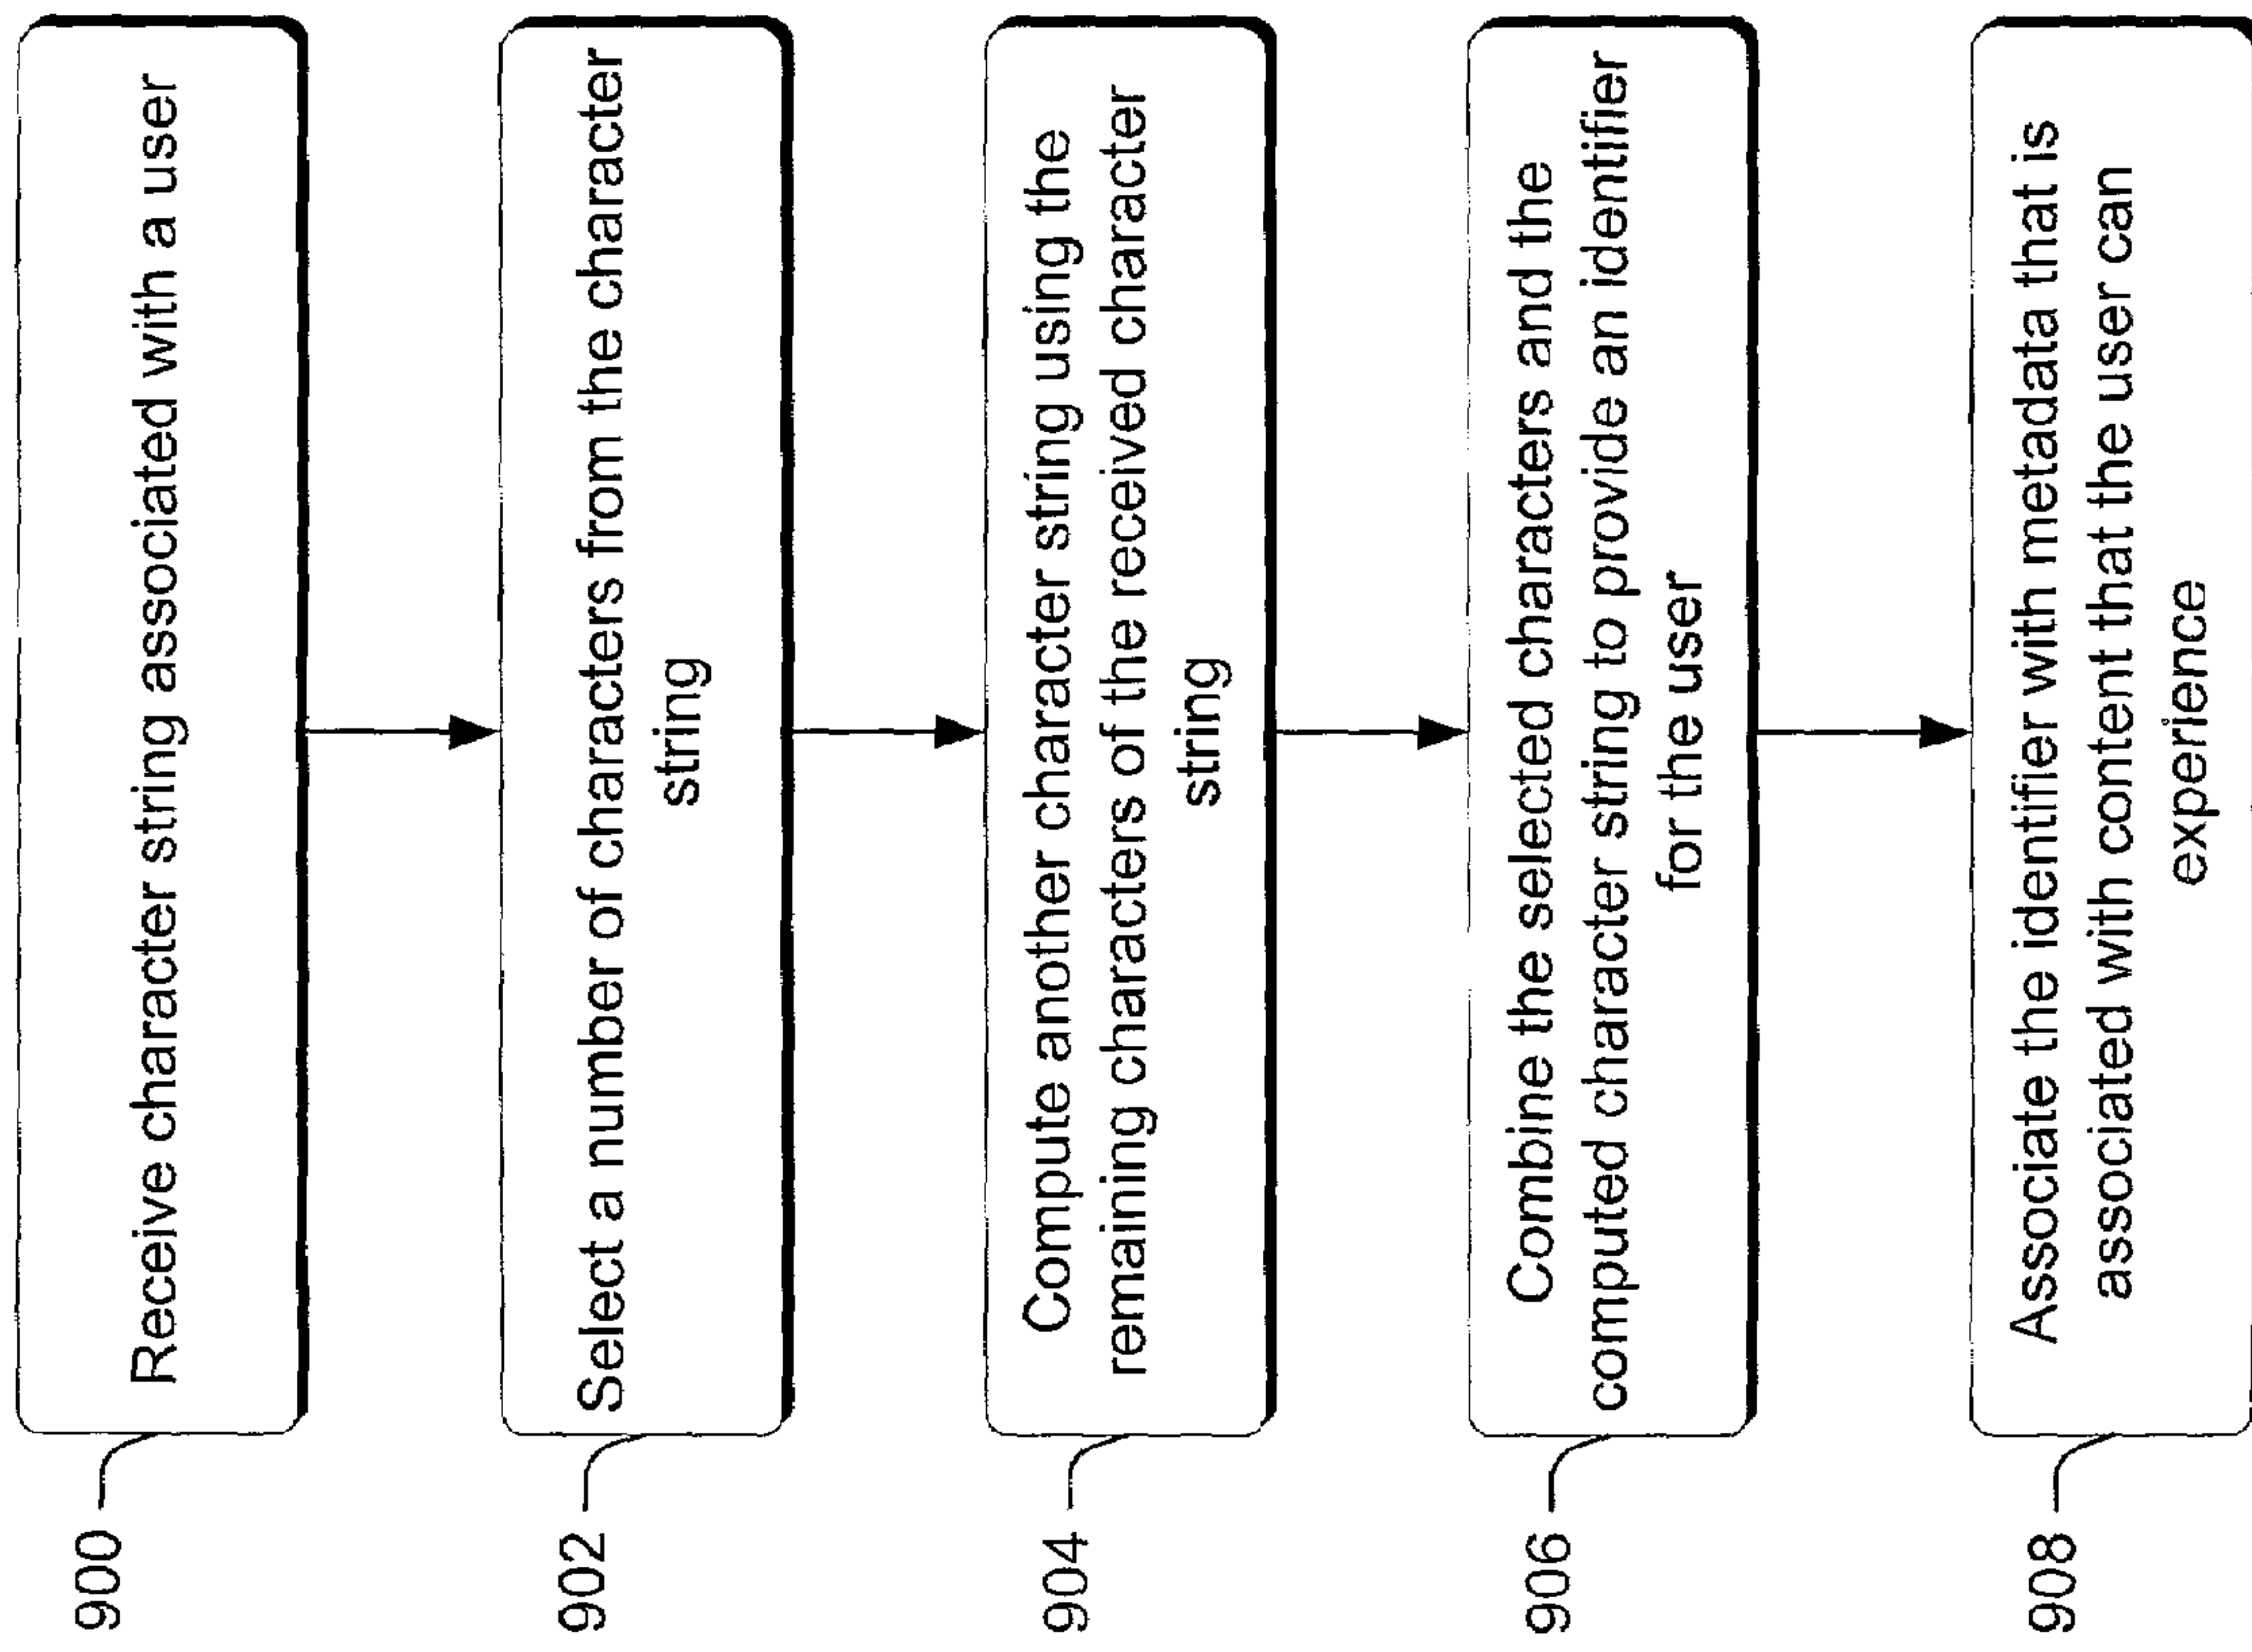 900
Receive character string associated with a user
902
Select a number of characters from the character
string
904
Compute another character string using the
remaining characters of the received character
string
906
Combine the selected characters and the
computed character string to provide an identifier
for the user
908
Associate the identifier with metadata that is
associated with content that the user can
experience